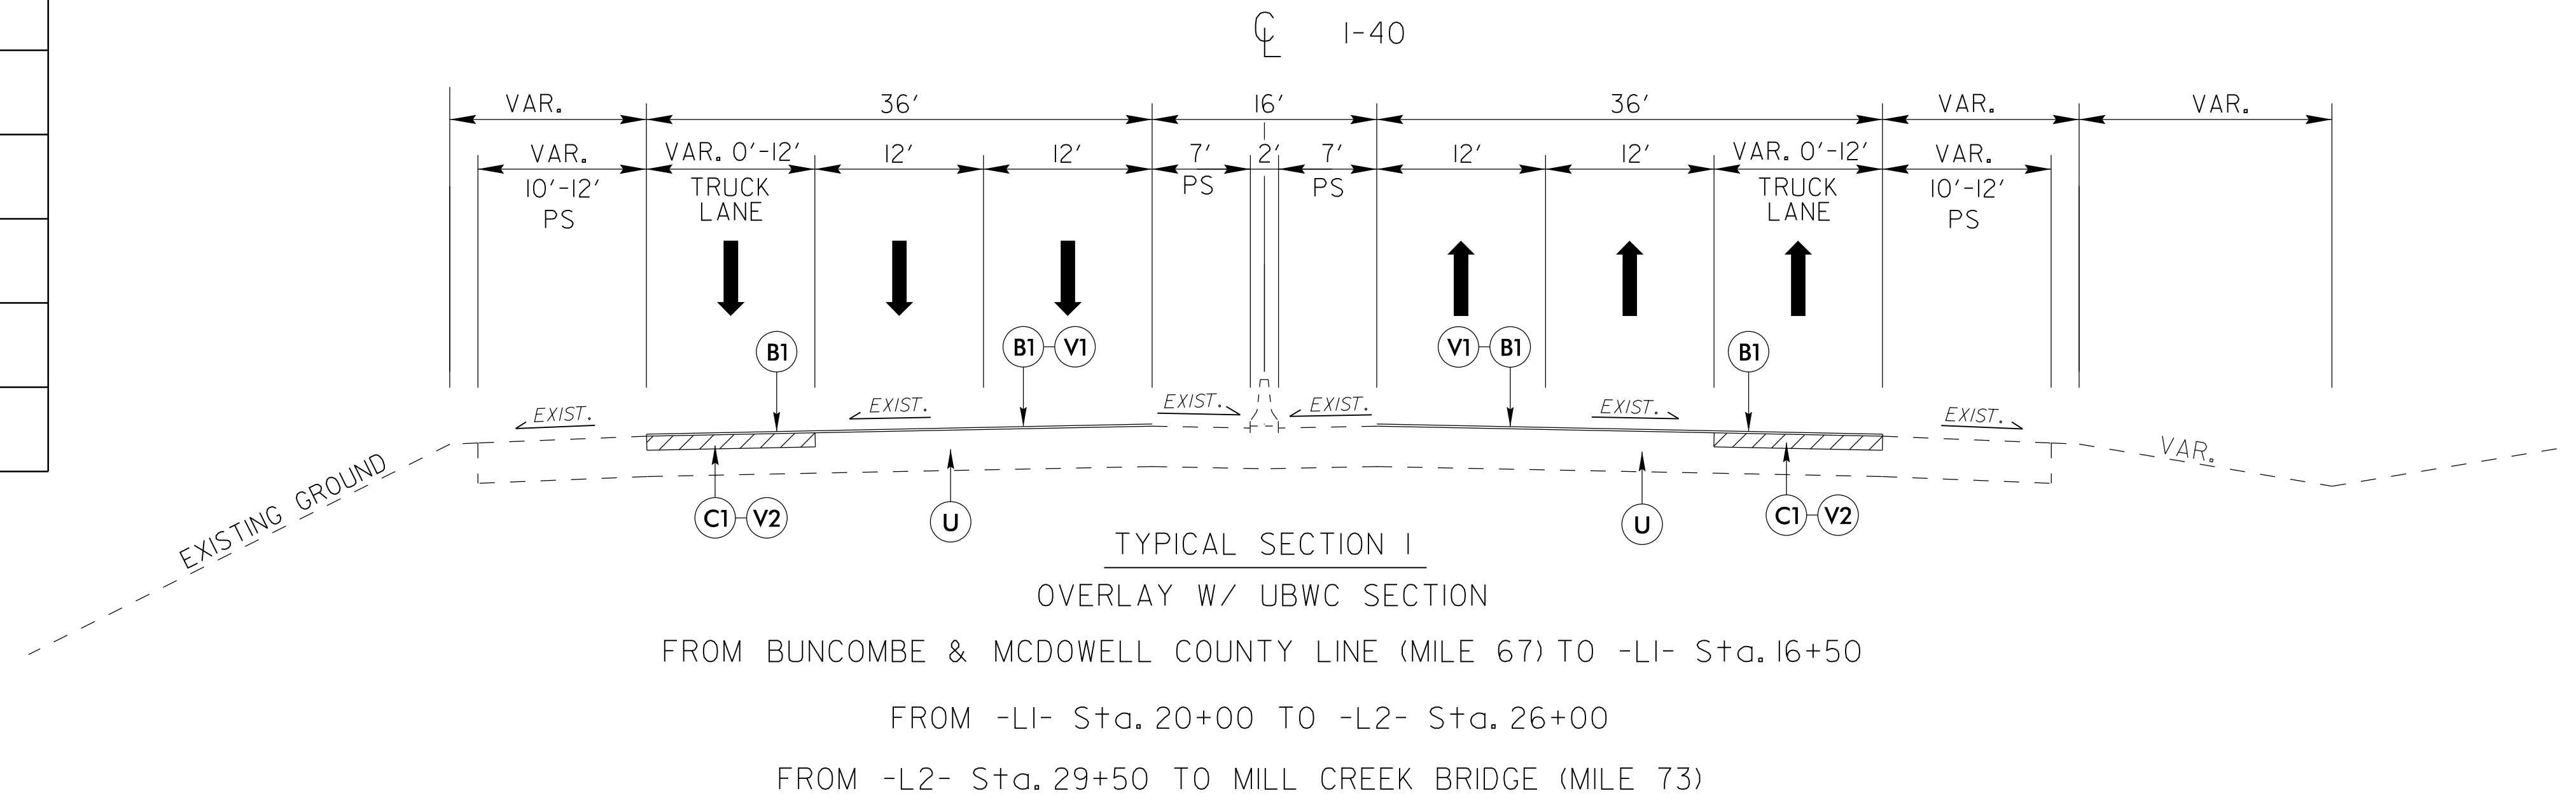 CL I-40
VAR. 36' 16' 36' VAR. VAR.
VAR. VAR. 0'-12' 12' 12' 7' 2' 7' 12' 12' VAR. 0'-12' VAR.
10'-12' TRUCK PS PS TRUCK 10'-12'
PS LANE LANE PS
B1 B1 V1 V1 B1 B1
EXIST. EXIST. EXIST. EXIST. EXIST. EXIST.
EXISTING GROUND VAR.
C1 V2 U U C1 V2
TYPICAL SECTION 1
OVERLAY W/ UBWC SECTION
FROM BUNCOMBE & MCDOWELL COUNTY LINE (MILE 67) TO -L1- Sta. 16+50
FROM -L1- Sta. 20+00 TO -L2- Sta. 26+00
FROM -L2- Sta. 29+50 TO MILL CREEK BRIDGE (MILE 73)